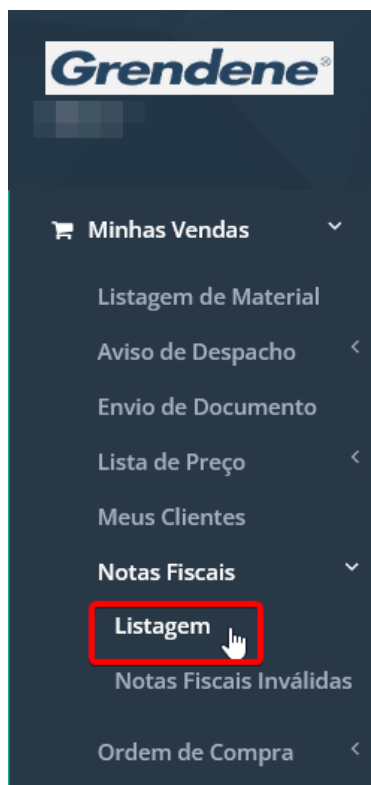 Grendene®
Minhas Vendas
Listagem de Material
Aviso de Despacho
Envio de Documento
Lista de Preço
Meus Clientes
Notas Fiscais
Listagem
Notas Fiscais Inválidas
Ordem de Compra